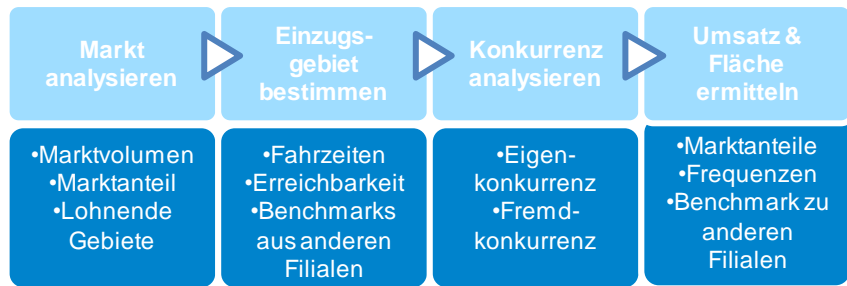 Markt
analysieren
Einzugs-
gebiet
bestimmen
Konkurrenz
analysieren
Umsatz &
Fläche
ermitteln
•Marktvolumen
•Marktanteil
•Lohnende
Gebiete
•Fahrzeiten
•Erreichbarkeit
•Benchmarks
aus anderen
Filialen
•Eigen-
konkurrenz
•Fremd-
konkurrenz
•Marktanteile
•Frequenzen
•Benchmark zu
anderen
Filialen